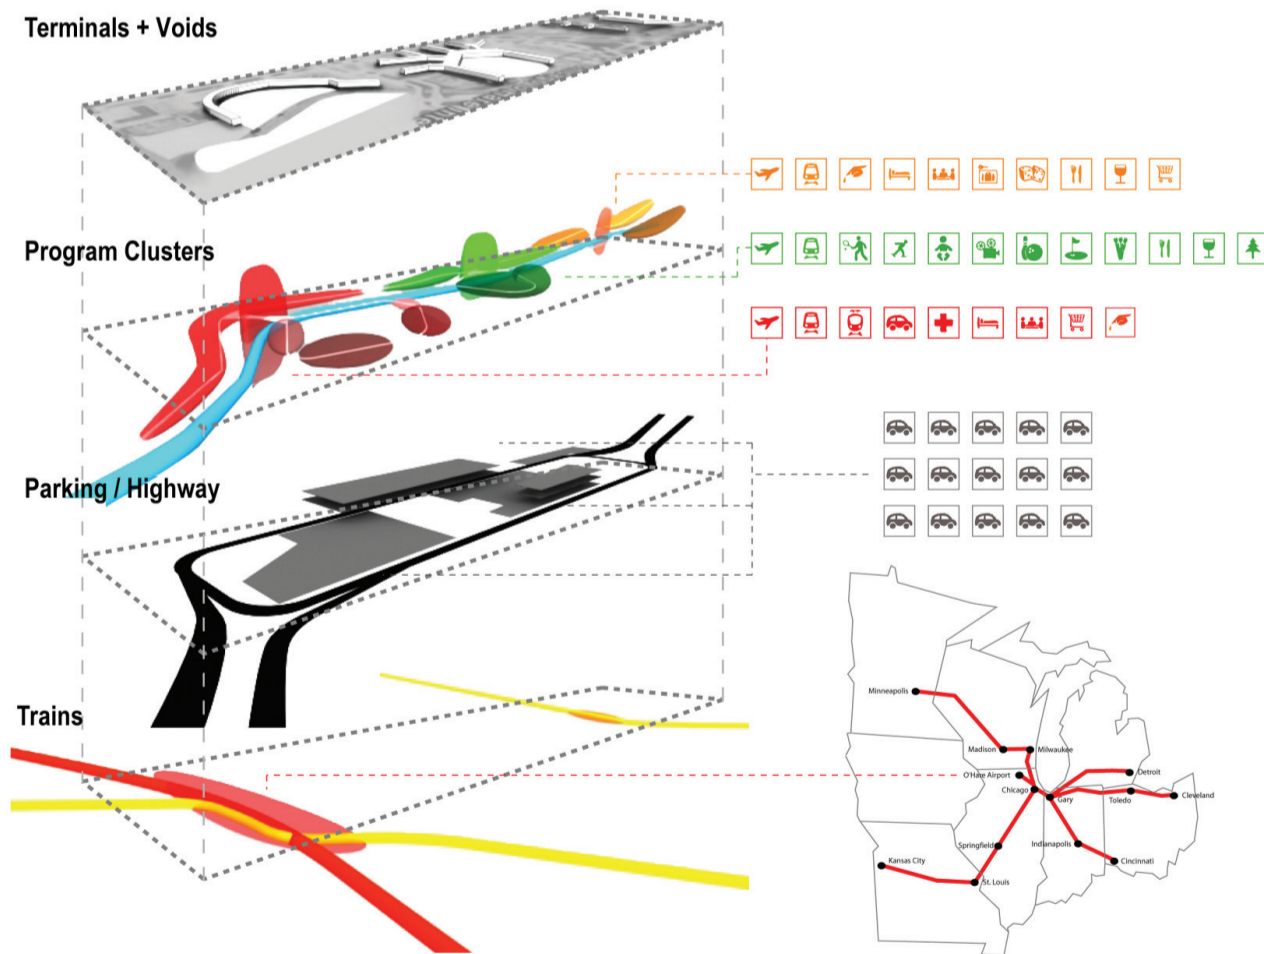 Terminals + Voids
Program Clusters
Parking / Highway
Trains
Minneapolis
Madison
Milwaukee
O'Hare Airport
Detroit
Chicago
Gary
Toledo
Cleveland
Springfield
Indianapolis
Kansas City
Cincinnati
St. Louis